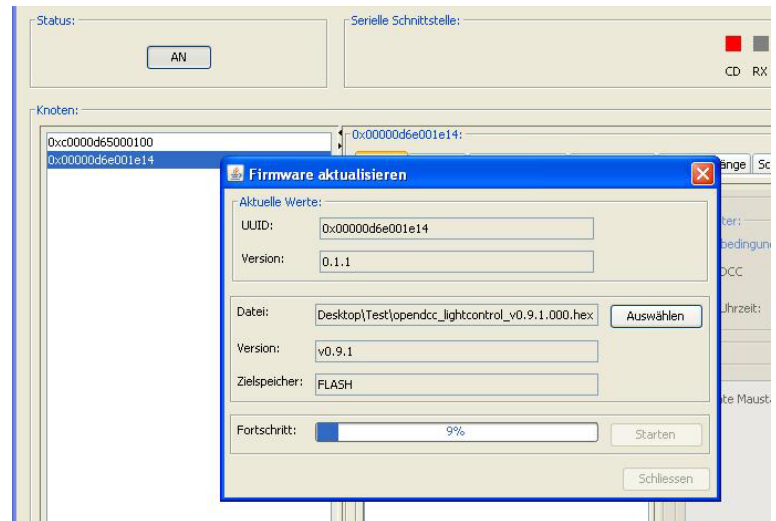 Status:
Serielle Schnittstelle:
AN
CD RX
Knoten:
0xc0000d65000100
0x00000d6e001e14
0x00000d6e001e14:
änge Sc
Firmware aktualisieren
Aktuelle Werte:
UUID: 0x00000d6e001e14
Version: 0.1.1
ter:
bedingun
DCC
Uhrzeit:
Datei: Desktop\Test\opendcc_lightcontrol_v0.9.1.000.hex Auswählen
Version: v0.9.1
Zielspeicher: FLASH
te Maust
Fortschritt: 9% Starten
Schliessen